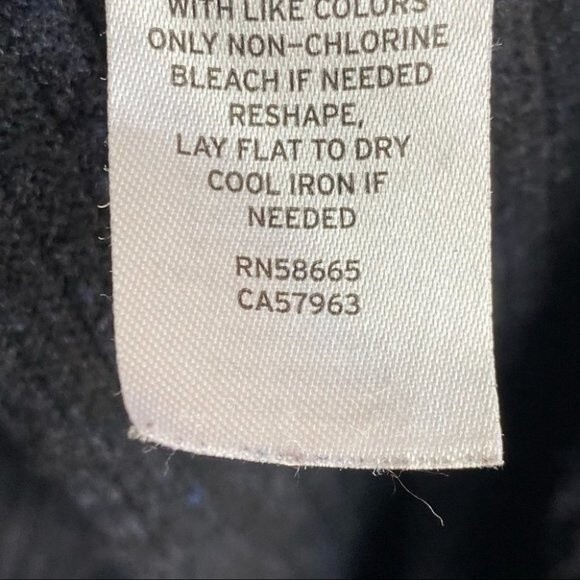 WITH LIKE COLORS
ONLY NON-CHLORINE
BLEACH IF NEEDED
RESHAPE,
LAY FLAT TO DRY
COOL IRON IF
NEEDED
RN58665
CA57963